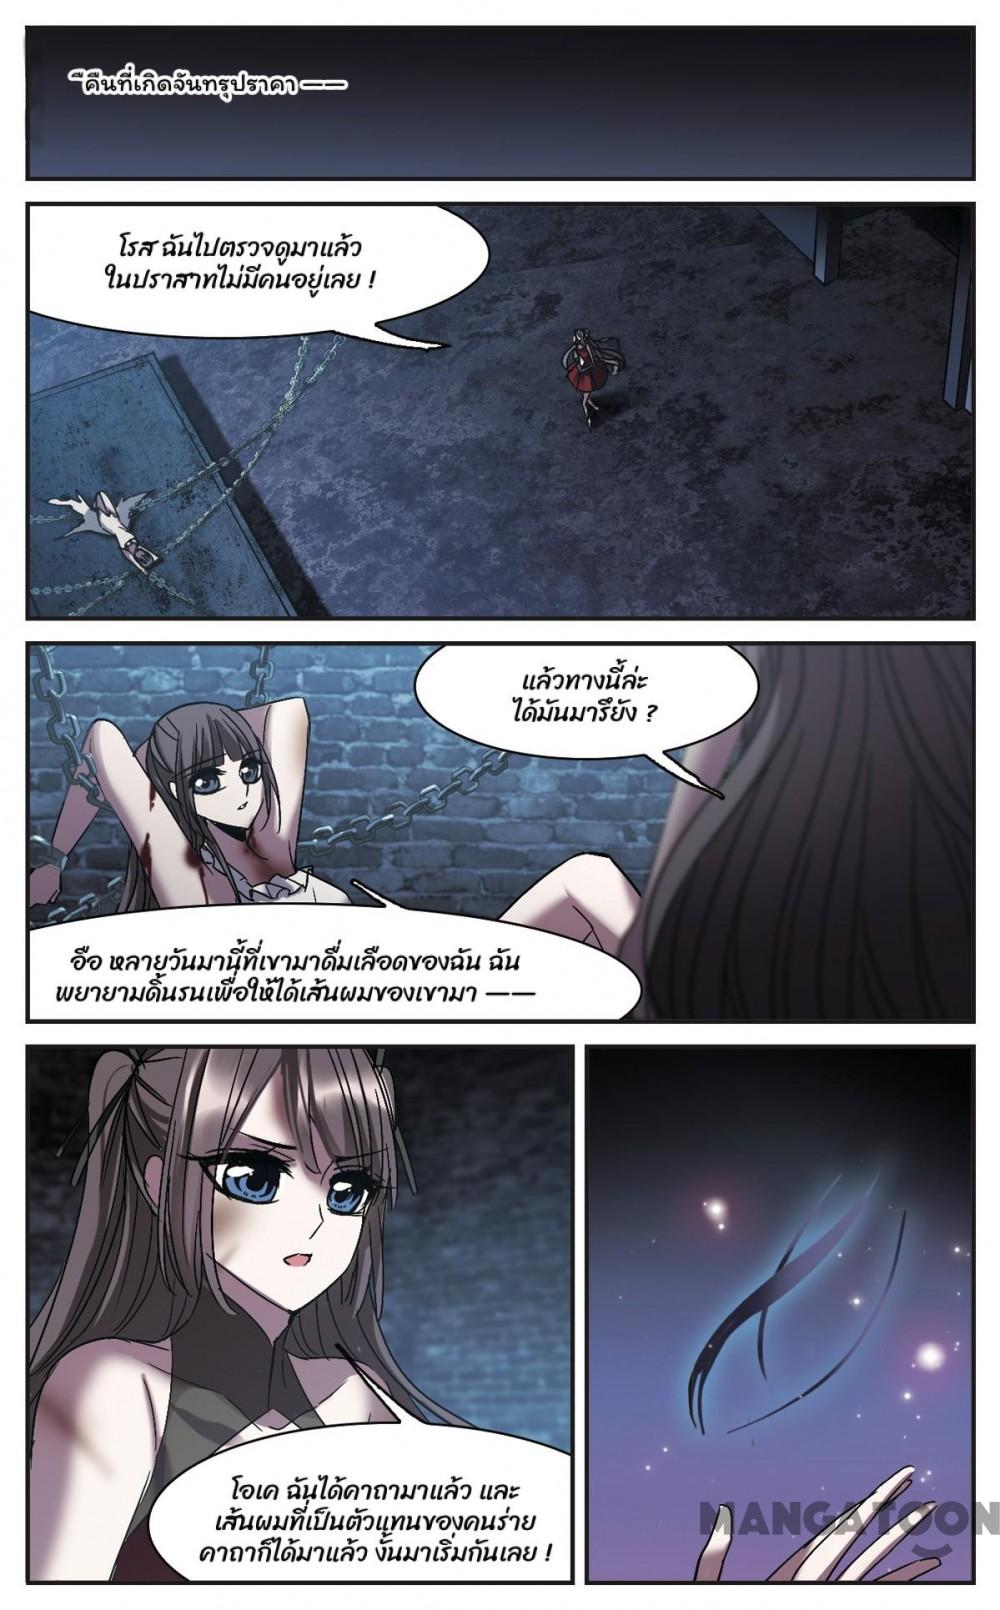 คืนที่เกิดจันทรุปราคา ——
โรส ฉันไปตรวจดูมาแล้ว
ในปราสาทไม่มีคนอยู่เลย !
แล้วทางนี้ล่ะ
ได้มันมารึยัง ?
อือ หลายวันมานี้ที่เขามาดื่มเลือดของฉัน ฉัน
พยายามดิ้นรนเพื่อให้ได้เส้นผมของเขามา ——
โอเค ฉันได้คาถามาแล้ว และ
เส้นผมที่เป็นตัวแทนของคนร่าย
คาถาก็ได้มาแล้ว งั้นมาเริ่มกันเลย !
MANGATOON